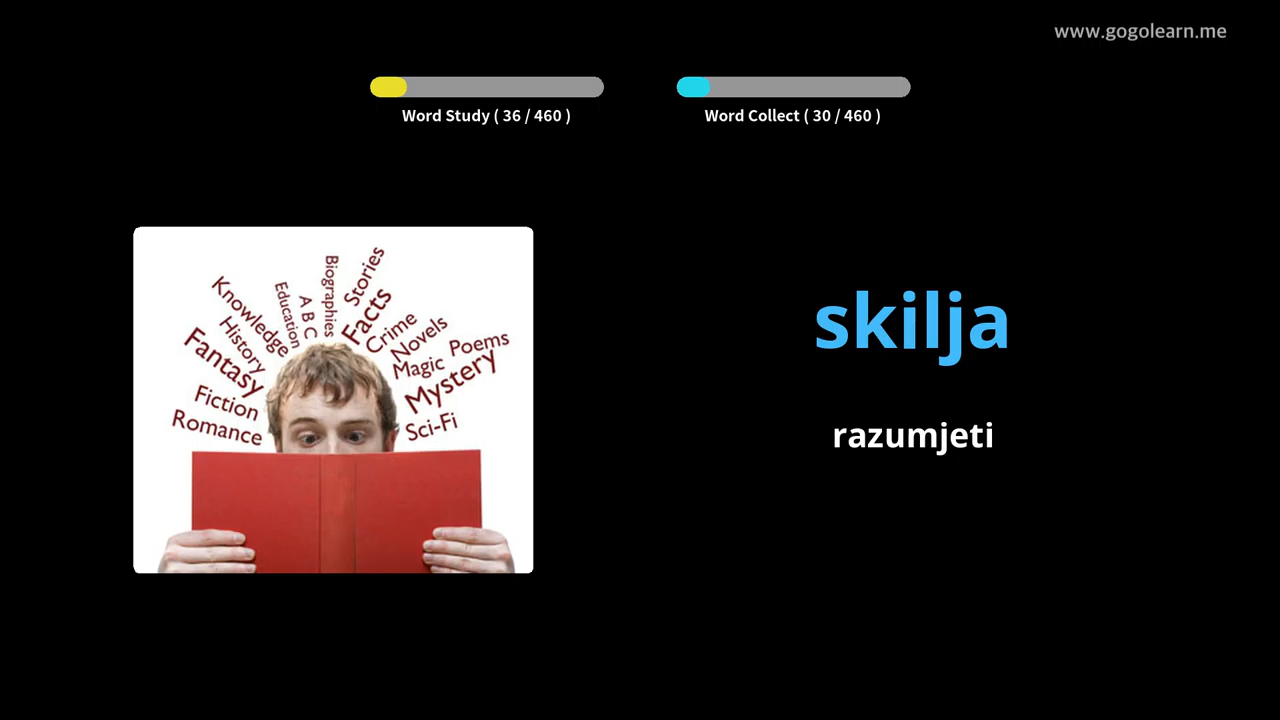 www.gogolearn.me
Word Study ( 36 / 460 )
Word Collect ( 30 / 460 )
Biographies
Stories
Education
A B C
Facts
Knowledge
History
Crime
Novels
Fantasy
Magic
Poems
Mystery
Fiction
Romance
Sci-Fi
skilja
razumjeti